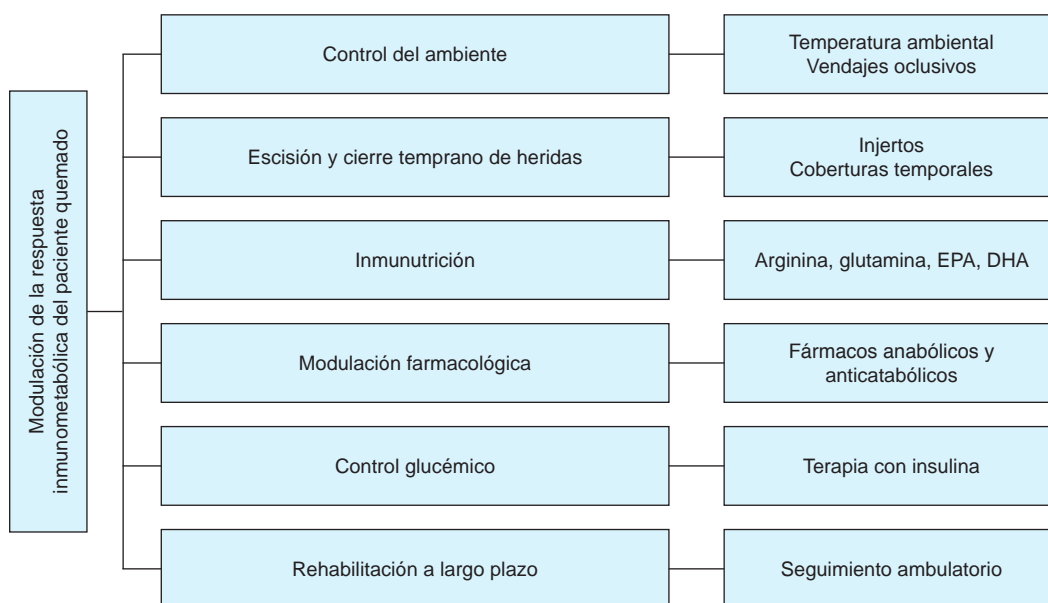 Modulación de la respuesta
inmunometabólica del paciente quemado
Control del ambiente
Temperatura ambiental
Vendajes oclusivos
Escisión y cierre temprano de heridas
Injertos
Coberturas temporales
Inmunutrición
Arginina, glutamina, EPA, DHA
Modulación farmacológica
Fármacos anabólicos y
anticatabólicos
Control glucémico
Terapia con insulina
Rehabilitación a largo plazo
Seguimiento ambulatorio